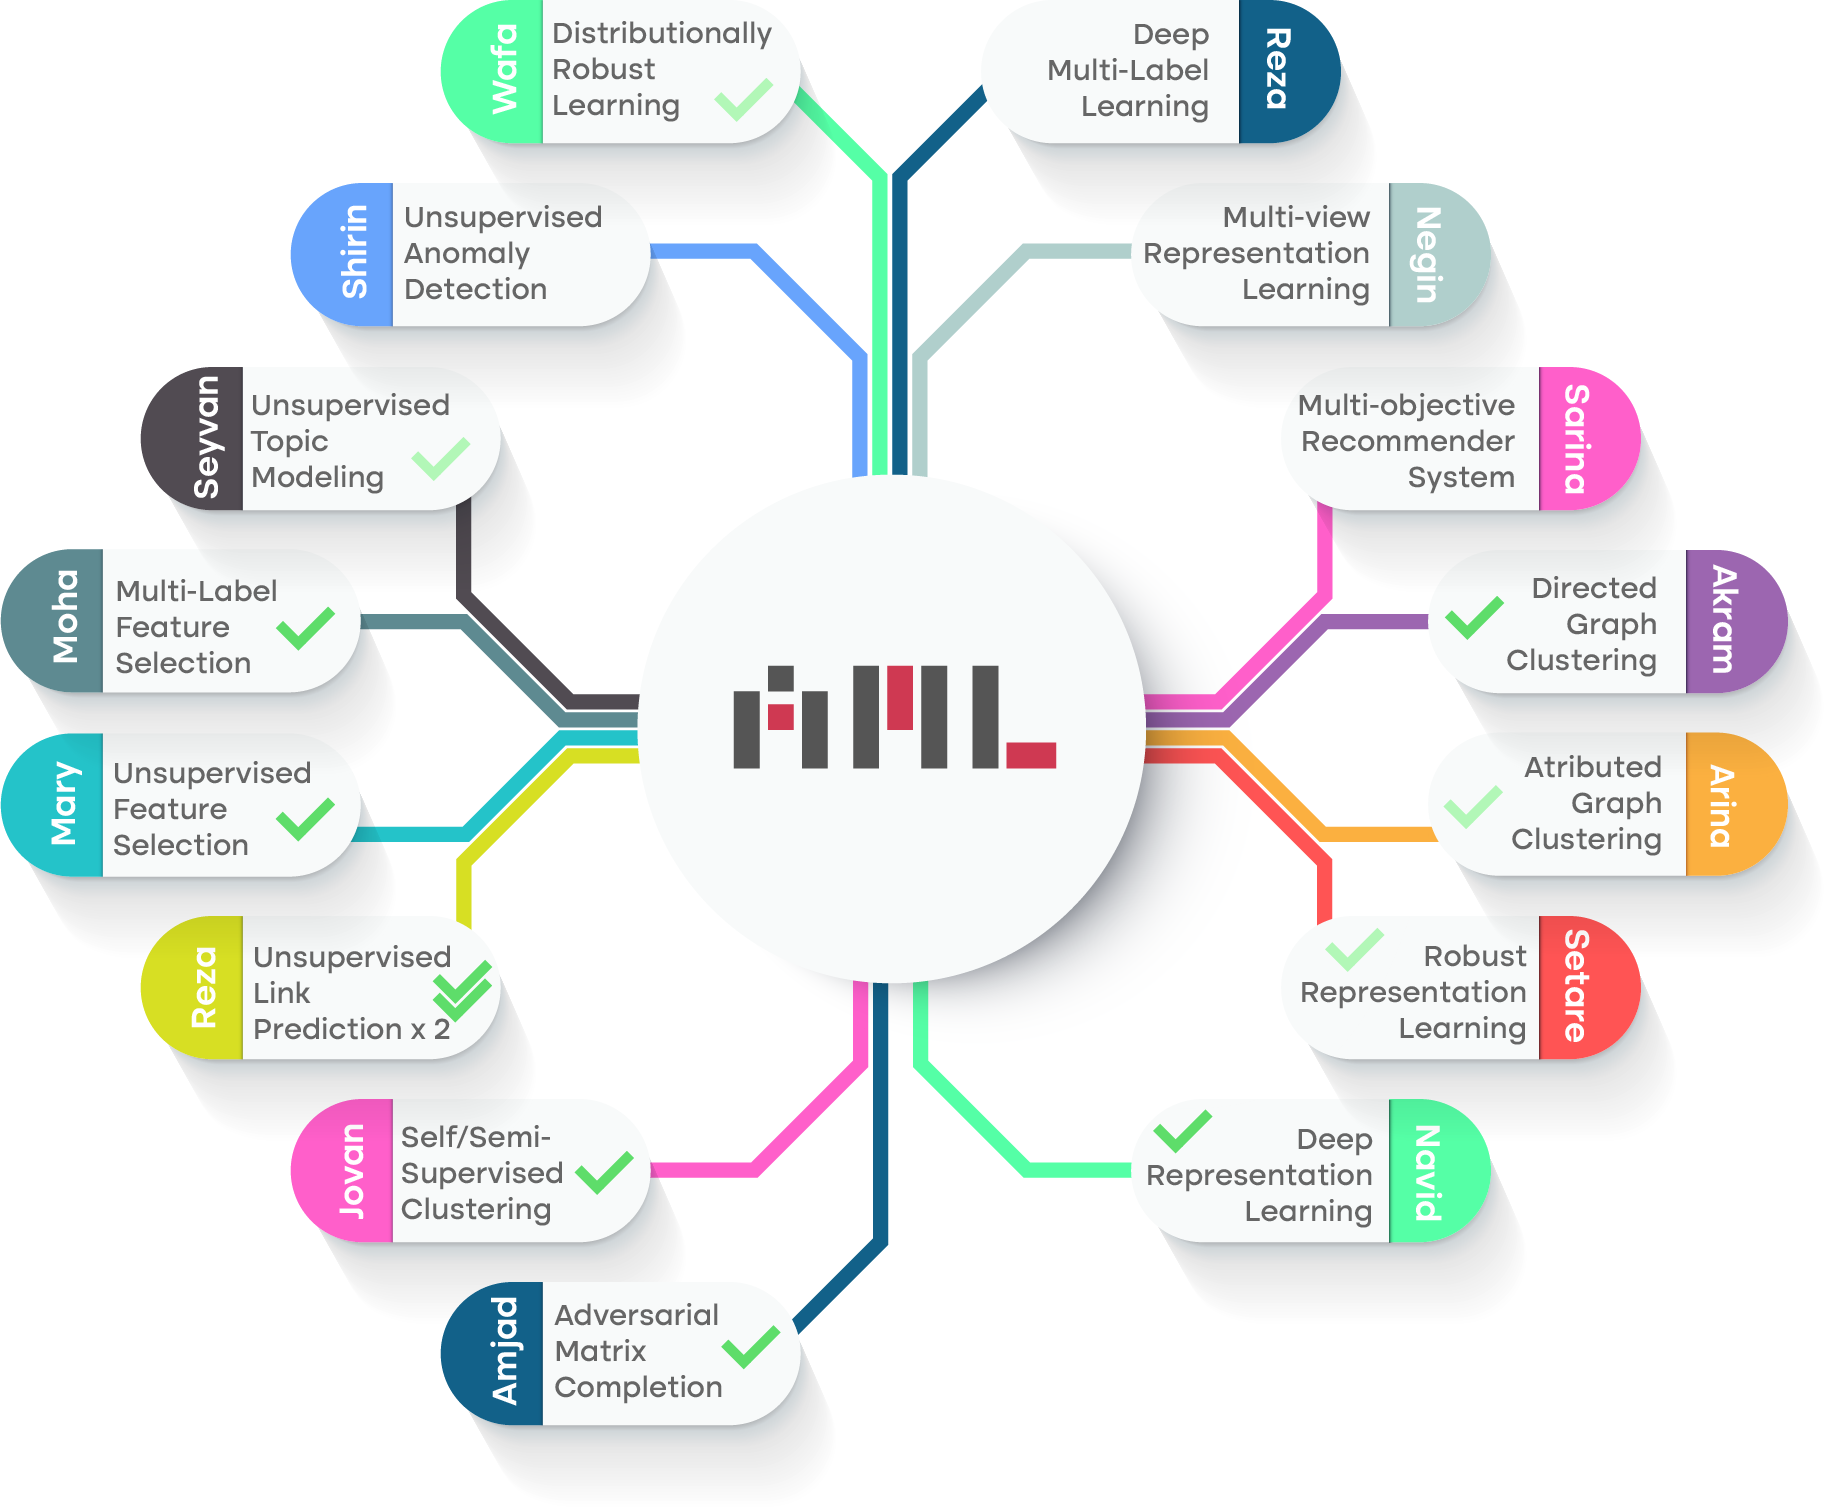 Wafa
Distributionally
Robust
Learning
Deep
Multi-Label
Learning
Reza
Shirin
Unsupervised
Anomaly
Detection
Multi-view
Representation
Learning
Negin
Seyvan
Unsupervised
Topic
Modeling
Multi-objective
Recommender
System
Sarina
Moha
Multi-Label
Feature
Selection
Directed
Graph
Clustering
Akram
AML
Mary
Unsupervised
Feature
Selection
Atributed
Graph
Clustering
Arina
Reza
Unsupervised
Link
Prediction x 2
Robust
Representation
Learning
Setare
Jovan
Self/Semi-
Supervised
Clustering
Deep
Representation
Learning
Navid
Amjad
Adversarial
Matrix
Completion